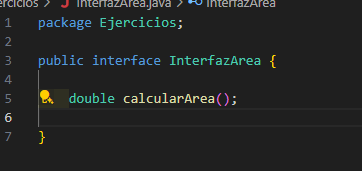 ercicios > J InterfazArea.java > InterfazArea
1 package Ejercicios;
2
3 public interface InterfazArea {
4
5 double calcularArea();
6
7 }